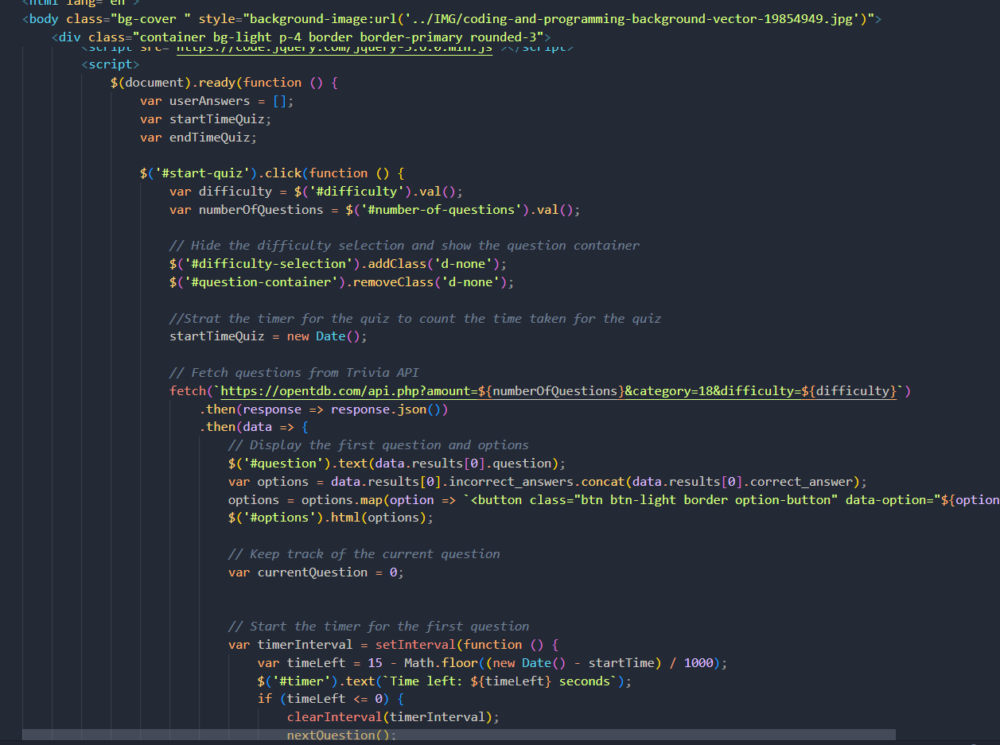 <html lang="en">
<body class="bg-cover " style="background-image:url('../IMG/coding-and-programming-background-vector-19854949.jpg')">
<div class="container bg-light p-4 border border-primary rounded-3">
<script src="https://code.jquery.com/jquery-3.6.0.min.js"></script>
<script>
$(document).ready(function () {
var userAnswers = [];
var startTimeQuiz;
var endTimeQuiz;
$('#start-quiz').click(function () {
var difficulty = $('#difficulty').val();
var numberOfQuestions = $('#number-of-questions').val();
// Hide the difficulty selection and show the question container
$('#difficulty-selection').addClass('d-none');
$('#question-container').removeClass('d-none');
//Strat the timer for the quiz to count the time taken for the quiz
startTimeQuiz = new Date();
// Fetch questions from Trivia API
fetch(`https://opentdb.com/api.php?amount=${numberOfQuestions}&category=18&difficulty=${difficulty}`)
.then(response => response.json())
.then(data => {
// Display the first question and options
$('#question').text(data.results[0].question);
var options = data.results[0].incorrect_answers.concat(data.results[0].correct_answer);
options = options.map(option => `<button class="btn btn-light border option-button" data-option="${option
$('#options').html(options);
// Keep track of the current question
var currentQuestion = 0;
// Start the timer for the first question
var timerInterval = setInterval(function () {
var timeLeft = 15 - Math.floor((new Date() - startTime) / 1000);
$('#timer').text(`Time left: ${timeLeft} seconds`);
if (timeLeft <= 0) {
clearInterval(timerInterval);
nextQuestion();